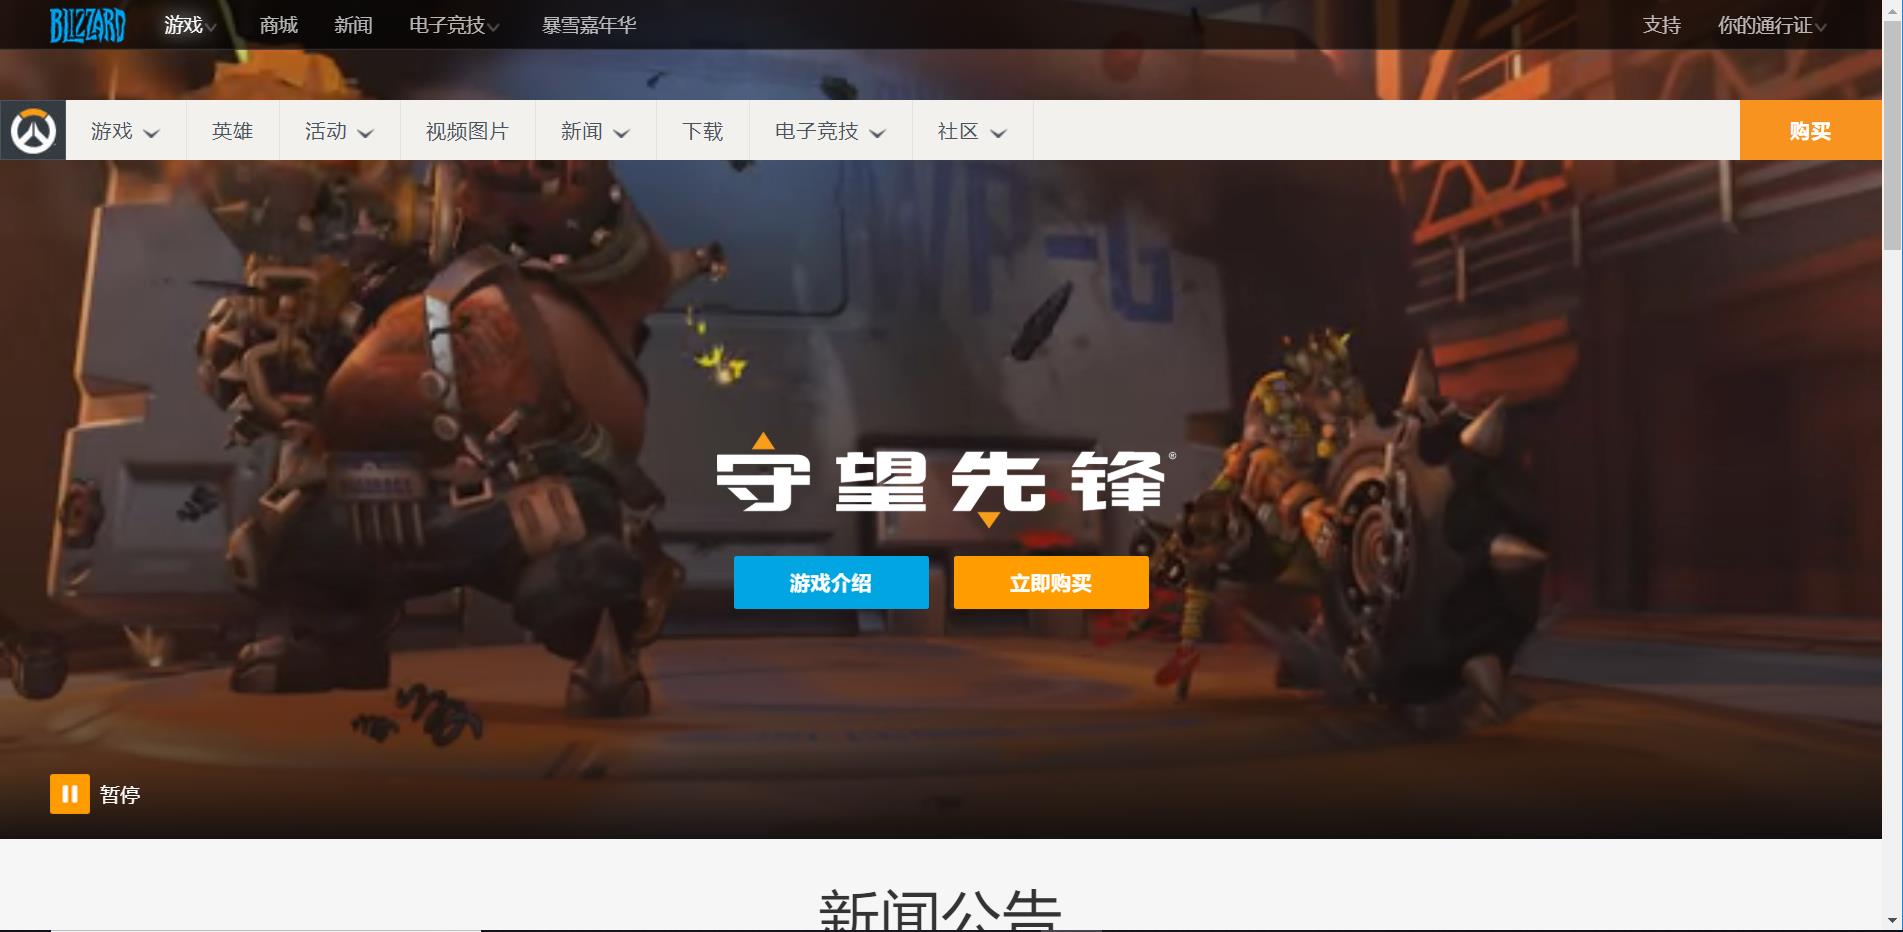 BLIZZARD 游戏 商城 新闻 电子竞技 暴雪嘉年华 支持 你的通行证
游戏 英雄 活动 视频图片 新闻 下载 电子竞技 社区 购买
守望先锋®
游戏介绍 立即购买
暂停
新闻公告